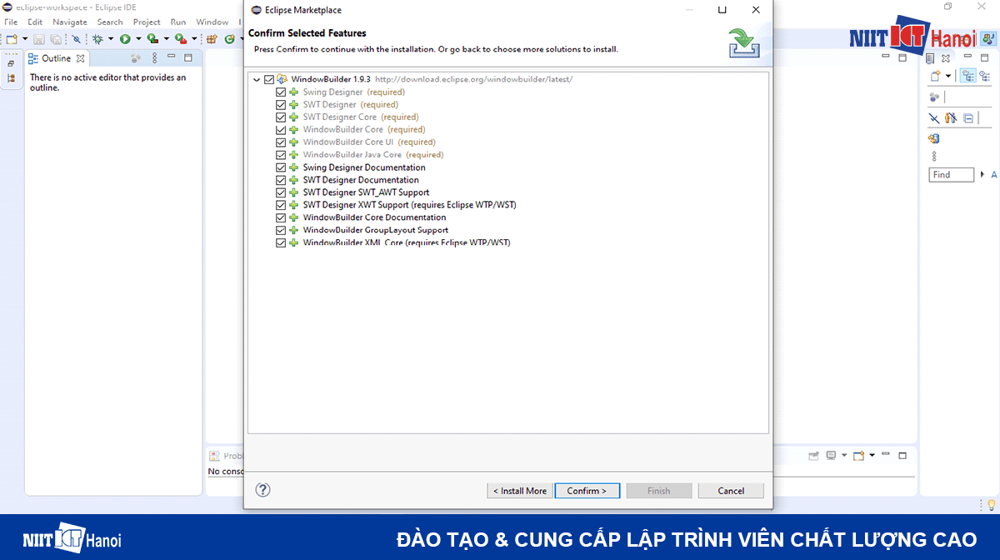 eclipse-workspace - Eclipse IDE
File Edit Navigate Search Project Run Window
Outline
There is no active editor that provides an
outline.
Eclipse Marketplace
Confirm Selected Features
Press Confirm to continue with the installation. Or go back to choose more solutions to install.
WindowBuilder 1.9.3 http://download.eclipse.org/windowbuilder/latest/
Swing Designer (required)
SWT Designer (required)
SWT Designer Core (required)
WindowBuilder Core (required)
WindowBuilder Core UI (required)
WindowBuilder Java Core (required)
Swing Designer Documentation
SWT Designer Documentation
SWT Designer SWT_AWT Support
SWT Designer XWT Support (requires Eclipse WTP/WST)
WindowBuilder Core Documentation
WindowBuilder GroupLayout Support
WindowBuilder XML Core (requires Eclipse WTP/WST)
< Install More Confirm > Finish Cancel
NIIT ICT Hanoi
Find A
Probl
No conso
NIIT ICT Hanoi
ĐÀO TẠO & CUNG CẤP LẬP TRÌNH VIÊN CHẤT LƯỢNG CAO